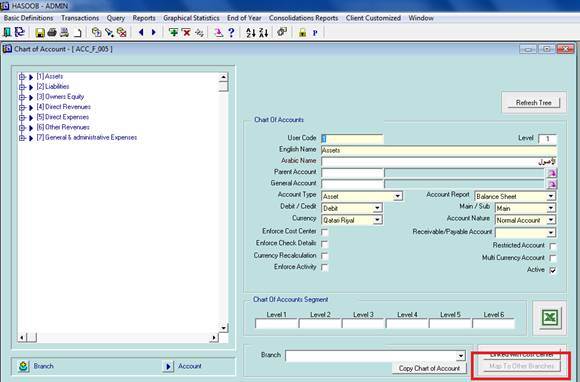 HASOOB - ADMIN
Basic Definitions Transactions Query Reports Graphical Statistics End of Year Consolidations Reports Client Customized Window
Chart of Account - [ ACC_F_005 ]
[1] Assets
[2] Liabilities
[3] Owners Equity
[4] Direct Revenues
[5] Direct Expenses
[6] Other Revenues
[7] General & administrative Expenses
Refresh Tree
Chart Of Accounts
User Code 1 Level 1
English Name Assets
Arabic Name الأصول
Parent Account
General Account
Account Type Asset Account Report Balance Sheet
Debit / Credit Debit Main / Sub Main
Currency Qatari Riyal Account Nature Normal Account
Enforce Cost Center Receivable/Payable Account
Enforce Check Details Restricted Account
Currency Recalculation Multi Currency Account
Enforce Activity Active
Chart Of Accounts Segment
Level 1 Level 2 Level 3 Level 4 Level 5 Level 6
Branch Account
Branch
Linked with Cost Center
Copy Chart of Account Map To Other Branches